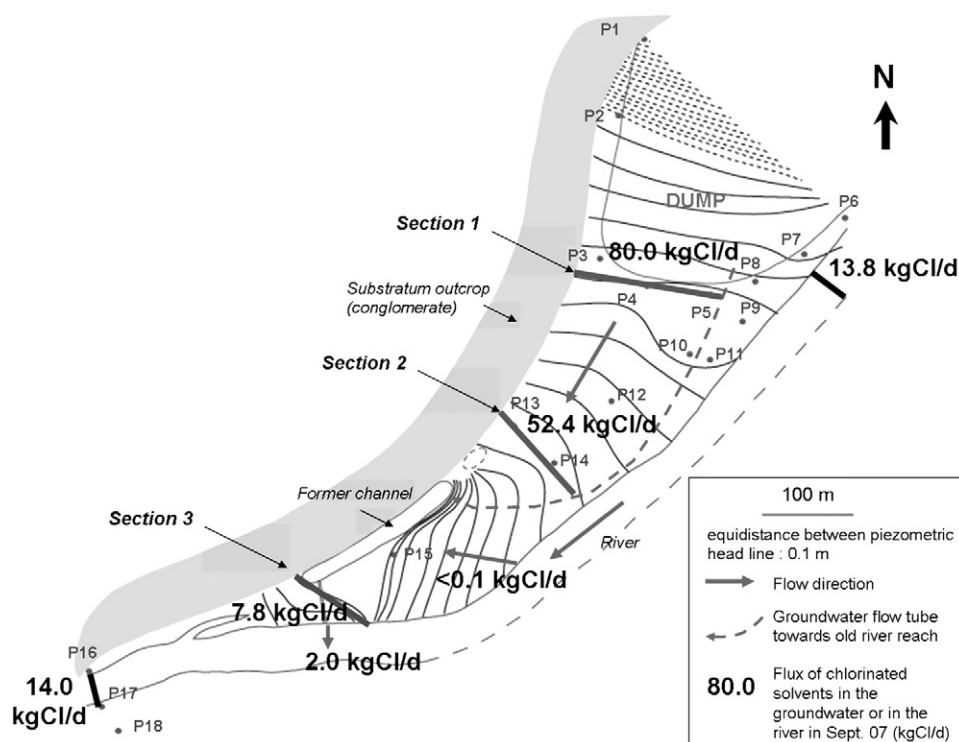 P1
N
P2
DUMP
P6
Section 1
P7
P3
80.0 kgCl/d
P8
13.8 kgCl/d
Substratum outcrop
(conglomerate)
P4
P5
P9
P10
P11
Section 2
P13
P12
52.4 kgCl/d
P14
Former channel
Section 3
River
P15
<0.1 kgCl/d
7.8 kgCl/d
2.0 kgCl/d
P16
14.0
kgCl/d
P17
P18
100 m
equidistance between piezometric
head line : 0.1 m
Flow direction
Groundwater flow tube
towards old river reach
80.0
Flux of chlorinated
solvents in the
groundwater or in the
river in Sept. 07 (kgCl/d)